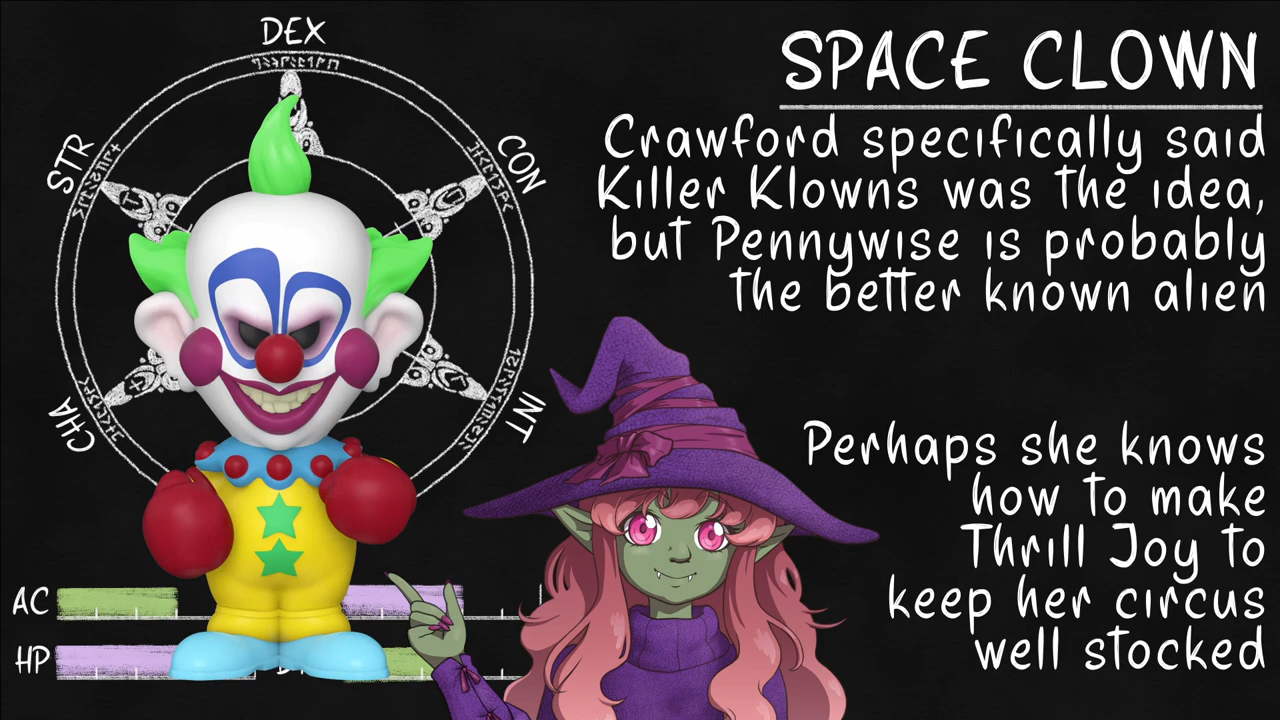 DEX
STR
CON
CHA
INT
AC
HP
SPACE CLOWN
Crawford specifically said
Killer Klowns was the idea,
but Pennywise is probably
the better known alien
Perhaps she knows
how to make
Thrill Joy to
keep her circus
well stocked